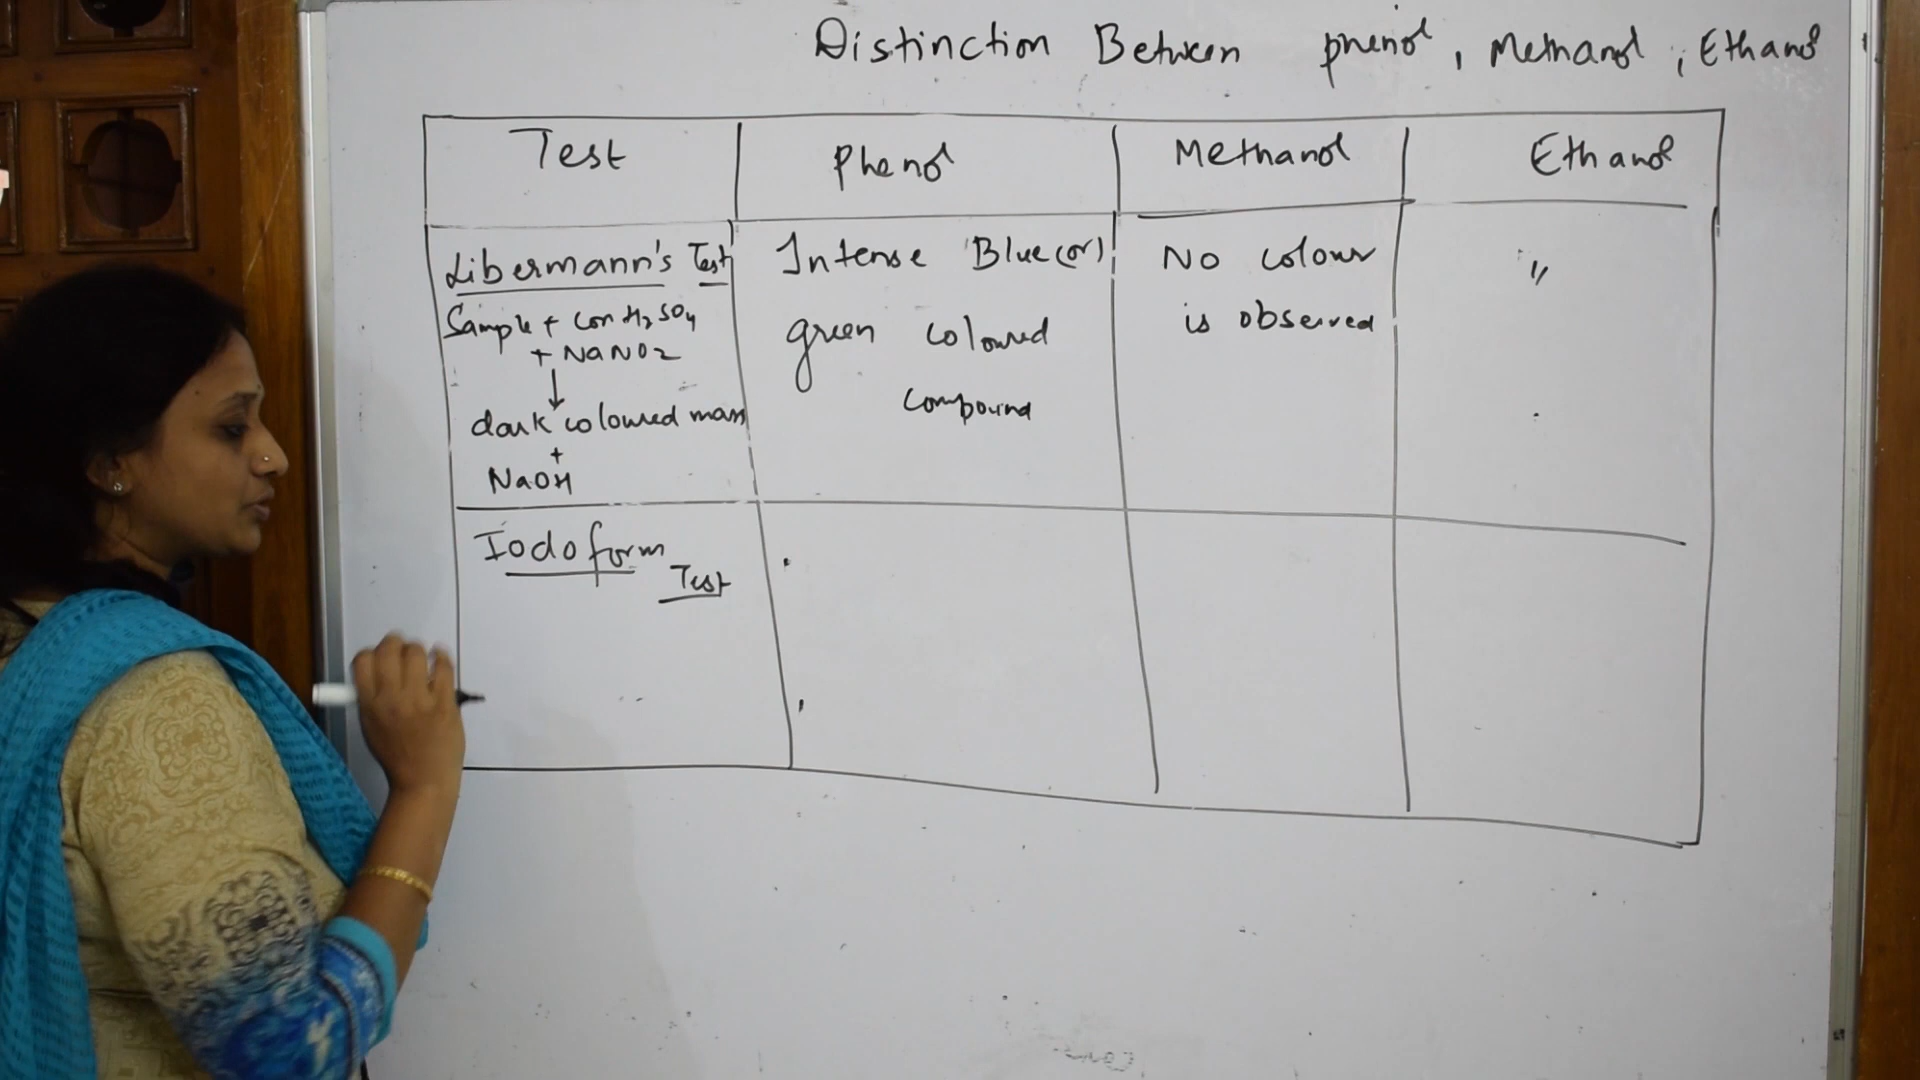 Distinction Between phenol, Methanol, Ethanol
Test
Phenol
Methanol
Ethanol
Libermann's Test
Sample + con H2SO4
+ NaNO2
↓
dark coloured mass
+
NaOH
Intense Blue (or)
green coloured
compound
No colour
is observed
"
Iodoform
Test